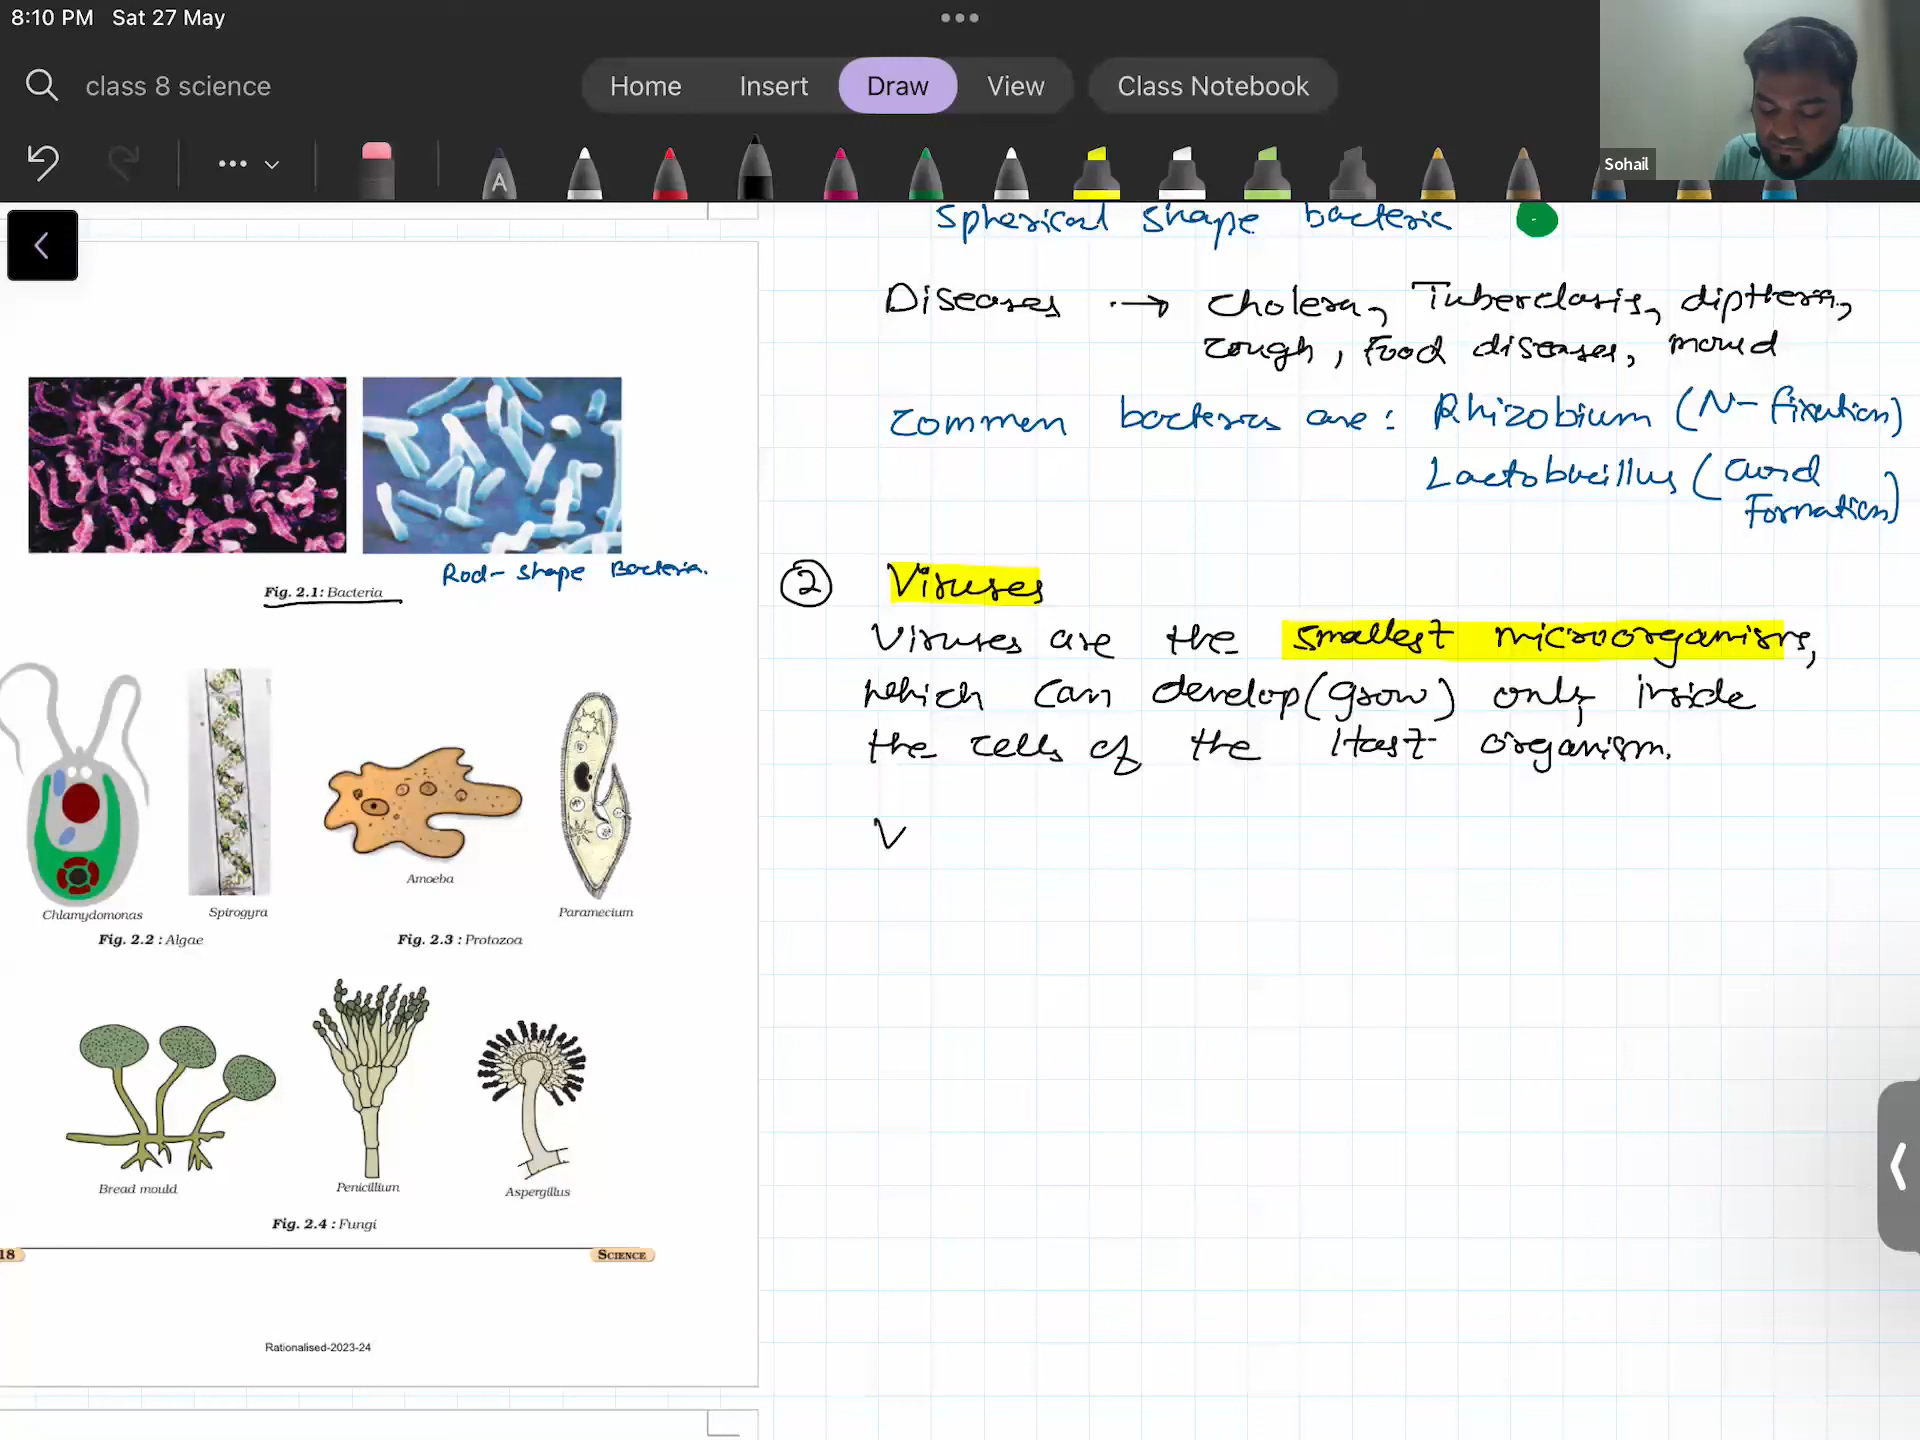 8:10 PM Sat 27 May
class 8 science
Home Insert Draw View Class Notebook
A
Sohail
Fig. 2.1: Bacteria
Rod- shape Bacteria.
Chlamydomonas
Spirogyra
Fig. 2.2 : Algae
Amoeba
Paramecium
Fig. 2.3 : Protozoa
Bread mould
Penicillium
Aspergillus
Fig. 2.4 : Fungi
18
SCIENCE
Rationalised-2023-24
Spherical shape bacteria
Diseases → Cholera, Tuberclosis,
cough, Food diseases,
Common bacterias are: Rhizobium (N- fixation)
Lactobacillus (
Formation)
2 Viruses
Viruses are the smallest microorganisms,
which can develop(grow) only inside
the cells of the Host organism.
V